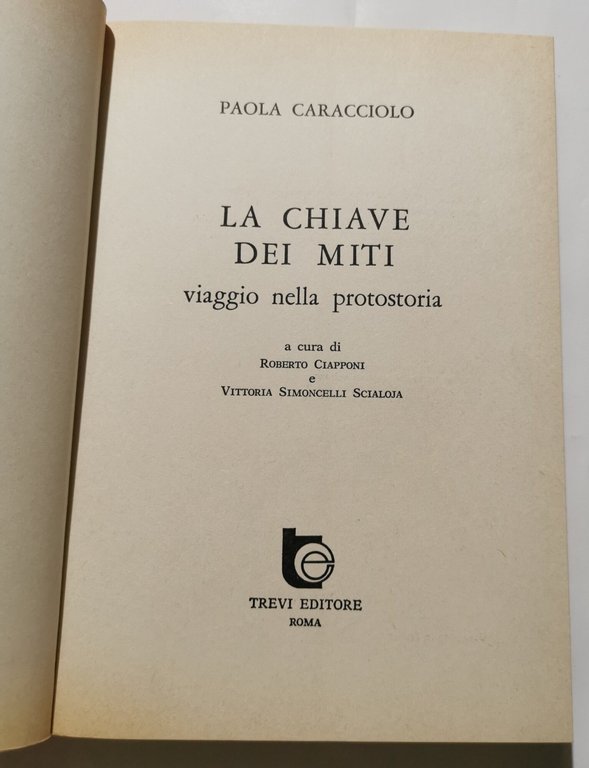 PAOLA CARACCIOLO
LA CHIAVE
DEI MITI
viaggio nella protostoria
a cura di
ROBERTO CIAPPONI
e
VITTORIA SIMONCELLI SCIALOJA
te
TREVI EDITORE
ROMA